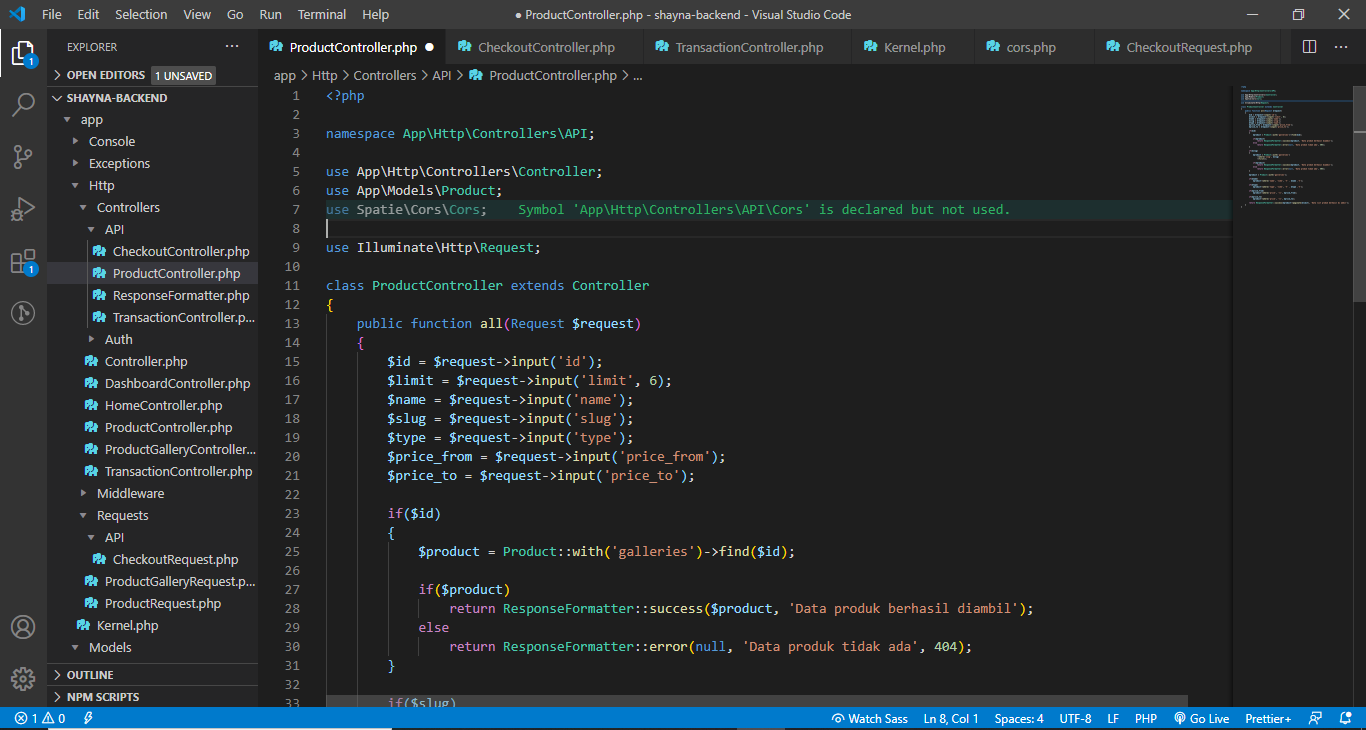 File Edit Selection View Go Run Terminal Help ● ProductController.php - shayna-backend - Visual Studio Code
EXPLORER ...
OPEN EDITORS 1 UNSAVED
SHAYNA-BACKEND
app
Console
Exceptions
Http
Controllers
API
CheckoutController.php
ProductController.php
ResponseFormatter.php
TransactionController.p...
Auth
Controller.php
DashboardController.php
HomeController.php
ProductController.php
ProductGalleryController...
TransactionController.php
Middleware
Requests
API
CheckoutRequest.php
ProductGalleryRequest.p...
ProductRequest.php
Kernel.php
Models
OUTLINE
NPM SCRIPTS
1
1
ProductController.php ● CheckoutController.php TransactionController.php Kernel.php cors.php CheckoutRequest.php ...
app > Http > Controllers > API > ProductController.php > ...
1 <?php
2
3 namespace App\Http\Controllers\API;
4
5 use App\Http\Controllers\Controller;
6 use App\Models\Product;
7 use Spatie\Cors\Cors; Symbol 'App\Http\Controllers\API\Cors' is declared but not used.
8
9 use Illuminate\Http\Request;
10
11 class ProductController extends Controller
12 {
13 public function all(Request $request)
14 {
15 $id = $request->input('id');
16 $limit = $request->input('limit', 6);
17 $name = $request->input('name');
18 $slug = $request->input('slug');
19 $type = $request->input('type');
20 $price_from = $request->input('price_from');
21 $price_to = $request->input('price_to');
22
23 if($id)
24 {
25 $product = Product::with('galleries')->find($id);
26
27 if($product)
28 return ResponseFormatter::success($product, 'Data produk berhasil diambil');
29 else
30 return ResponseFormatter::error(null, 'Data produk tidak ada', 404);
31 }
32
33 if($slug)
1 0 Watch Sass Ln 8, Col 1 Spaces: 4 UTF-8 LF PHP Go Live Prettier+